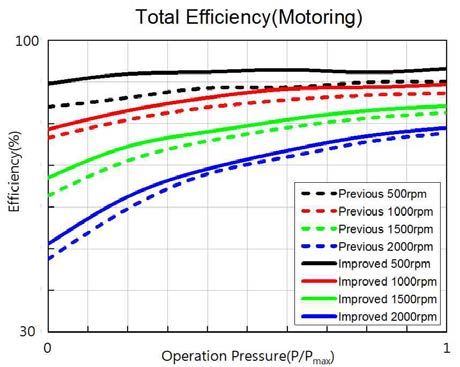 Total Efficiency(Motoring)
100
Efficiency(%)
Previous 500rpm
Previous 1000rpm
Previous 1500rpm
Previous 2000rpm
Improved 500rpm
Improved 1000rpm
Improved 1500rpm
Improved 2000rpm
30
0
Operation Pressure(P/Pmax)
1